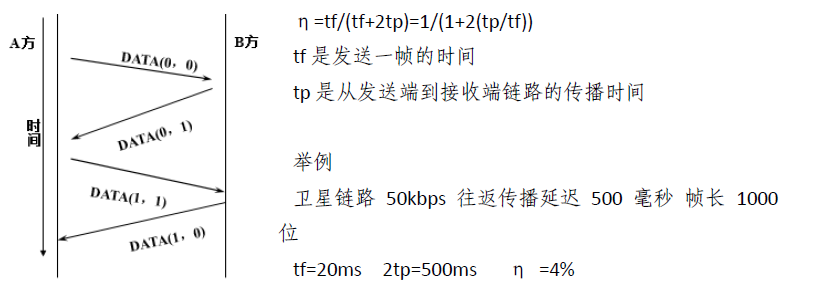 A方
B方
DATA(0，0)
DATA(0，1)
时间
DATA(1，1)
DATA(1，0)
η =tf/(tf+2tp)=1/(1+2(tp/tf))
tf 是发送一帧的时间
tp 是从发送端到接收端链路的传播时间
举例
卫星链路 50kbps 往返传播延迟 500 毫秒 帧长 1000
位
tf=20ms 2tp=500ms η =4%